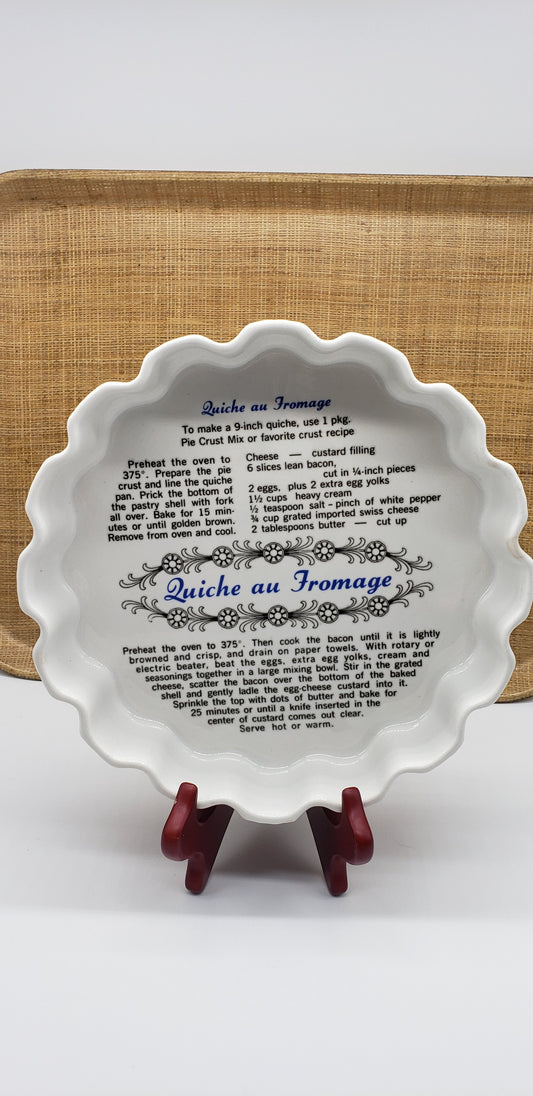 Quiche au Fromage
To make a 9-inch quiche, use 1 pkg.
Pie Crust Mix or favorite crust recipe
Preheat the oven to
375°. Prepare the pie
crust and line the quiche
pan. Prick the bottom of
the pastry shell with fork
all over. Bake for 15 min-
utes or until golden brown.
Remove from oven and cool.
Cheese — custard filling
6 slices lean bacon,
cut in ¼-inch pieces
2 eggs, plus 2 extra egg yolks
1½ cups heavy cream
½ teaspoon salt - pinch of white pepper
¾ cup grated imported swiss cheese
2 tablespoons butter — cut up
Quiche au Fromage
Preheat the oven to 375°. Then cook the bacon until it is lightly
browned and crisp, and drain on paper towels. With rotary or
electric beater, beat the eggs, extra egg yolks, cream and
seasonings together in a large mixing bowl. Stir in the grated
cheese, scatter the bacon over the bottom of the baked
shell and gently ladle the egg-cheese custard into it.
Sprinkle the top with dots of butter and bake for
25 minutes or until a knife inserted in the
center of custard comes out clear.
Serve hot or warm.